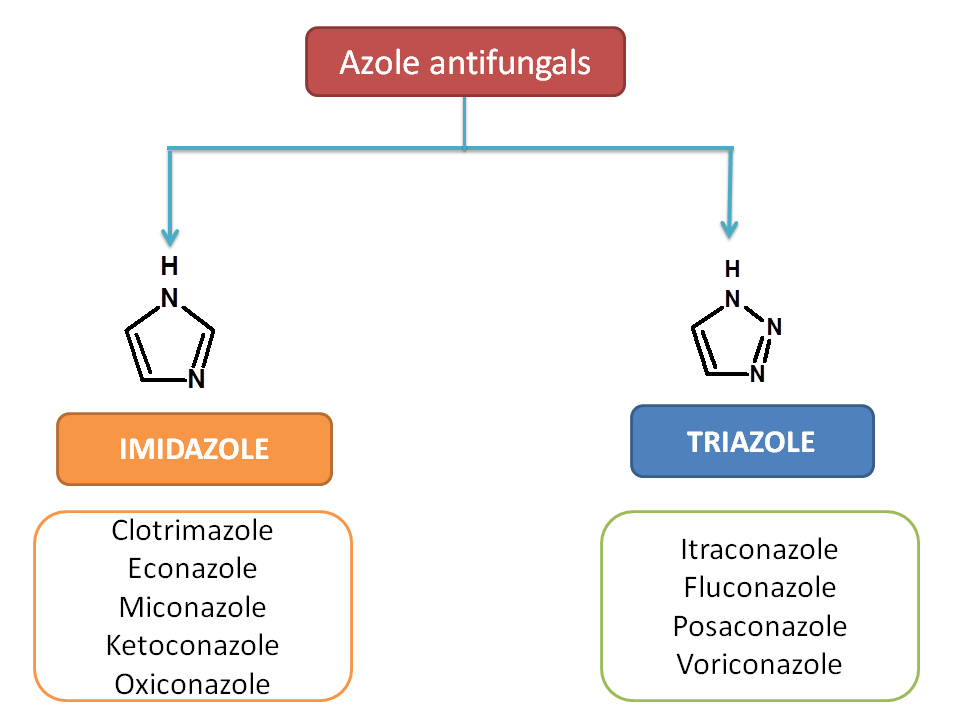 Azole antifungals
H
N
N
IMIDAZOLE
Clotrimazole
Econazole
Miconazole
Ketoconazole
Oxiconazole
H
N
N
N
TRIAZOLE
Itraconazole
Fluconazole
Posaconazole
Voriconazole